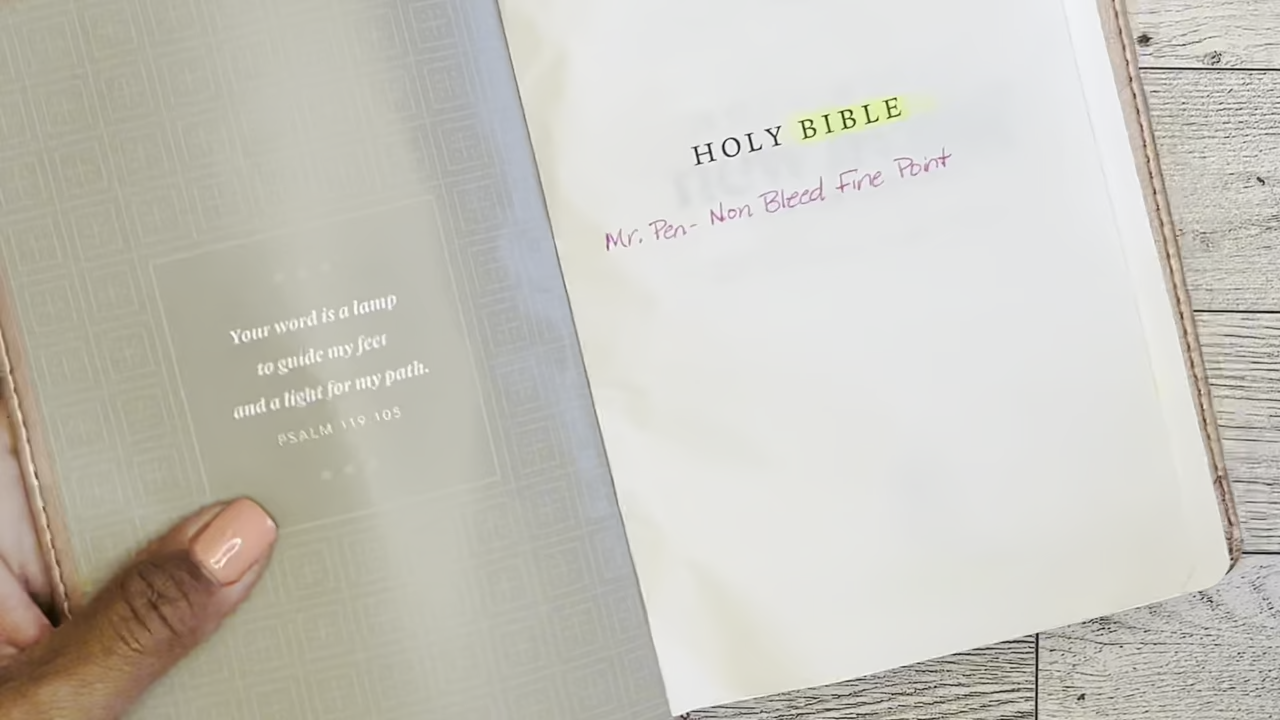 Your word is a lamp
to guide my feet
and a light for my path.
PSALM 119:105
HOLY BIBLE
Mr. Pen- Non Bleed Fine Point